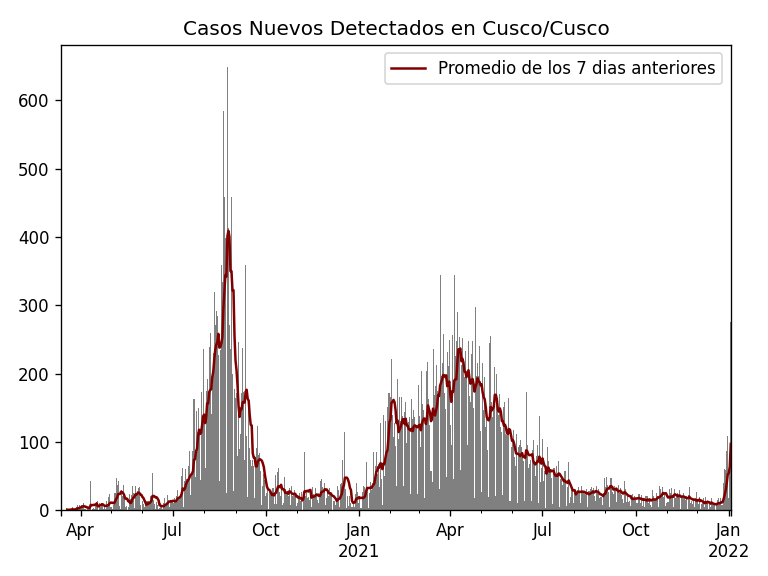 Casos Nuevos Detectados en Cusco/Cusco
Promedio de los 7 dias anteriores
600
500
400
300
200
100
0
Apr Jul Oct Jan Apr Jul Oct Jan
2021 2022